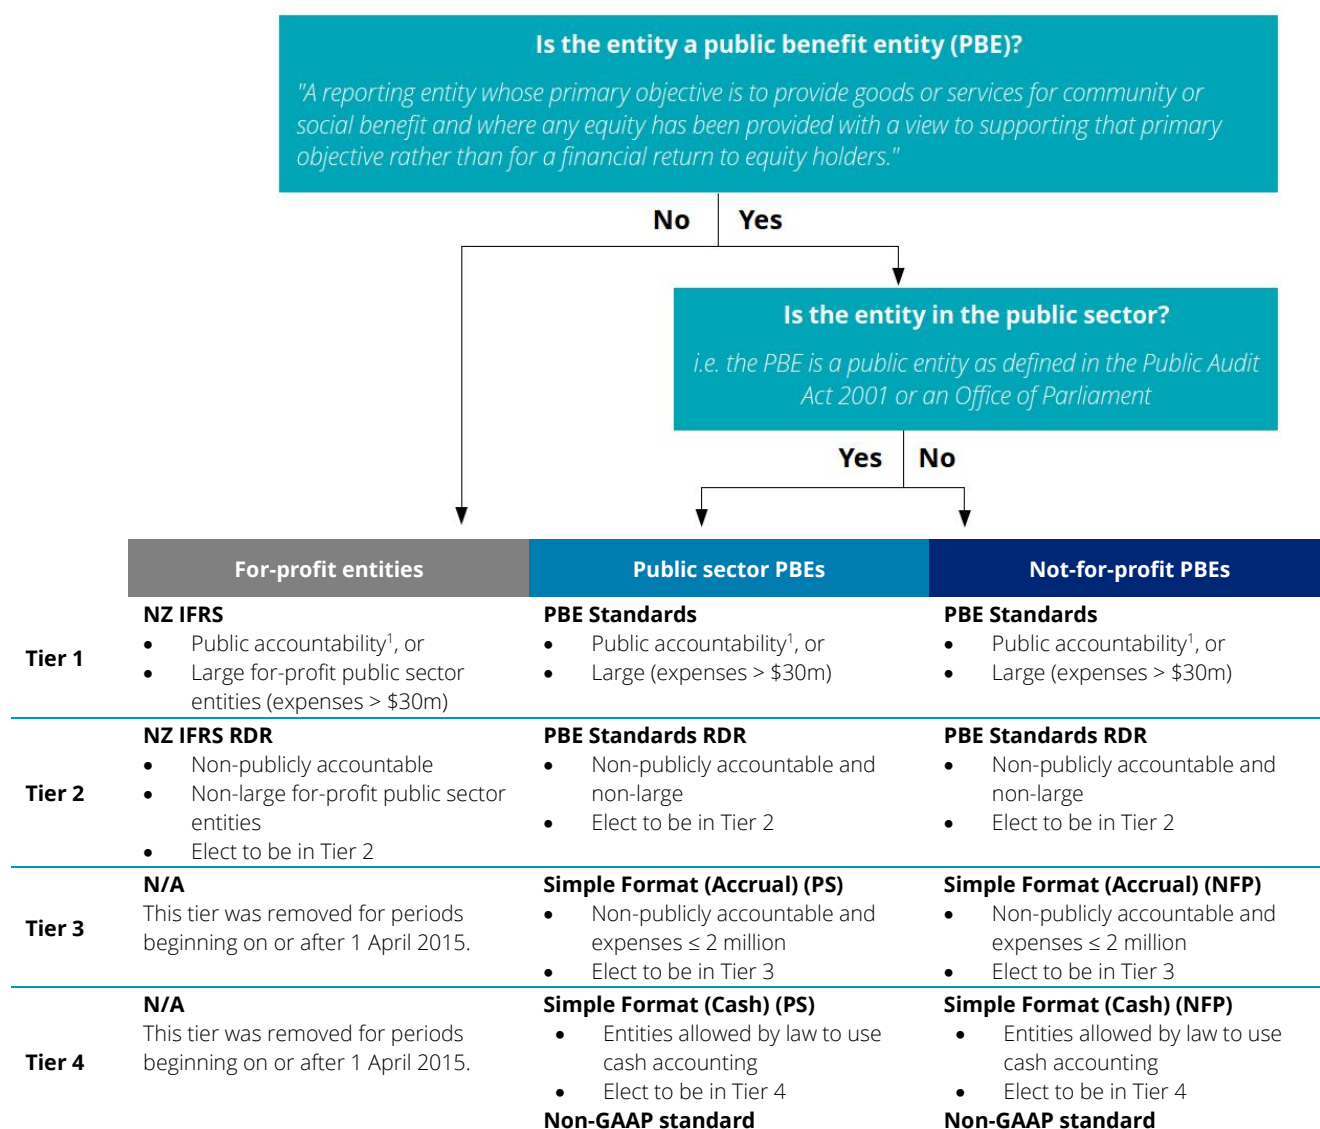 Is the entity a public benefit entity (PBE)?
"A reporting entity whose primary objective is to provide goods or services for community or
social benefit and where any equity has been provided with a view to supporting that primary
objective rather than for a financial return to equity holders."
No Yes
Is the entity in the public sector?
i.e. the PBE is a public entity as defined in the Public Audit
Act 2001 or an Office of Parliament
Yes No
For-profit entities
Public sector PBEs
Not-for-profit PBEs
Tier 1
NZ IFRS
• Public accountability¹, or
• Large for-profit public sector
entities (expenses > $30m)
PBE Standards
• Public accountability¹, or
• Large (expenses > $30m)
PBE Standards
• Public accountability¹, or
• Large (expenses > $30m)
Tier 2
NZ IFRS RDR
• Non-publicly accountable
• Non-large for-profit public sector
entities
• Elect to be in Tier 2
PBE Standards RDR
• Non-publicly accountable and
non-large
• Elect to be in Tier 2
PBE Standards RDR
• Non-publicly accountable and
non-large
• Elect to be in Tier 2
Tier 3
N/A
This tier was removed for periods
beginning on or after 1 April 2015.
Simple Format (Accrual) (PS)
• Non-publicly accountable and
expenses ≤ 2 million
• Elect to be in Tier 3
Simple Format (Accrual) (NFP)
• Non-publicly accountable and
expenses ≤ 2 million
• Elect to be in Tier 3
Tier 4
N/A
This tier was removed for periods
beginning on or after 1 April 2015.
Simple Format (Cash) (PS)
• Entities allowed by law to use
cash accounting
• Elect to be in Tier 4
Non-GAAP standard
Simple Format (Cash) (NFP)
• Entities allowed by law to use
cash accounting
• Elect to be in Tier 4
Non-GAAP standard